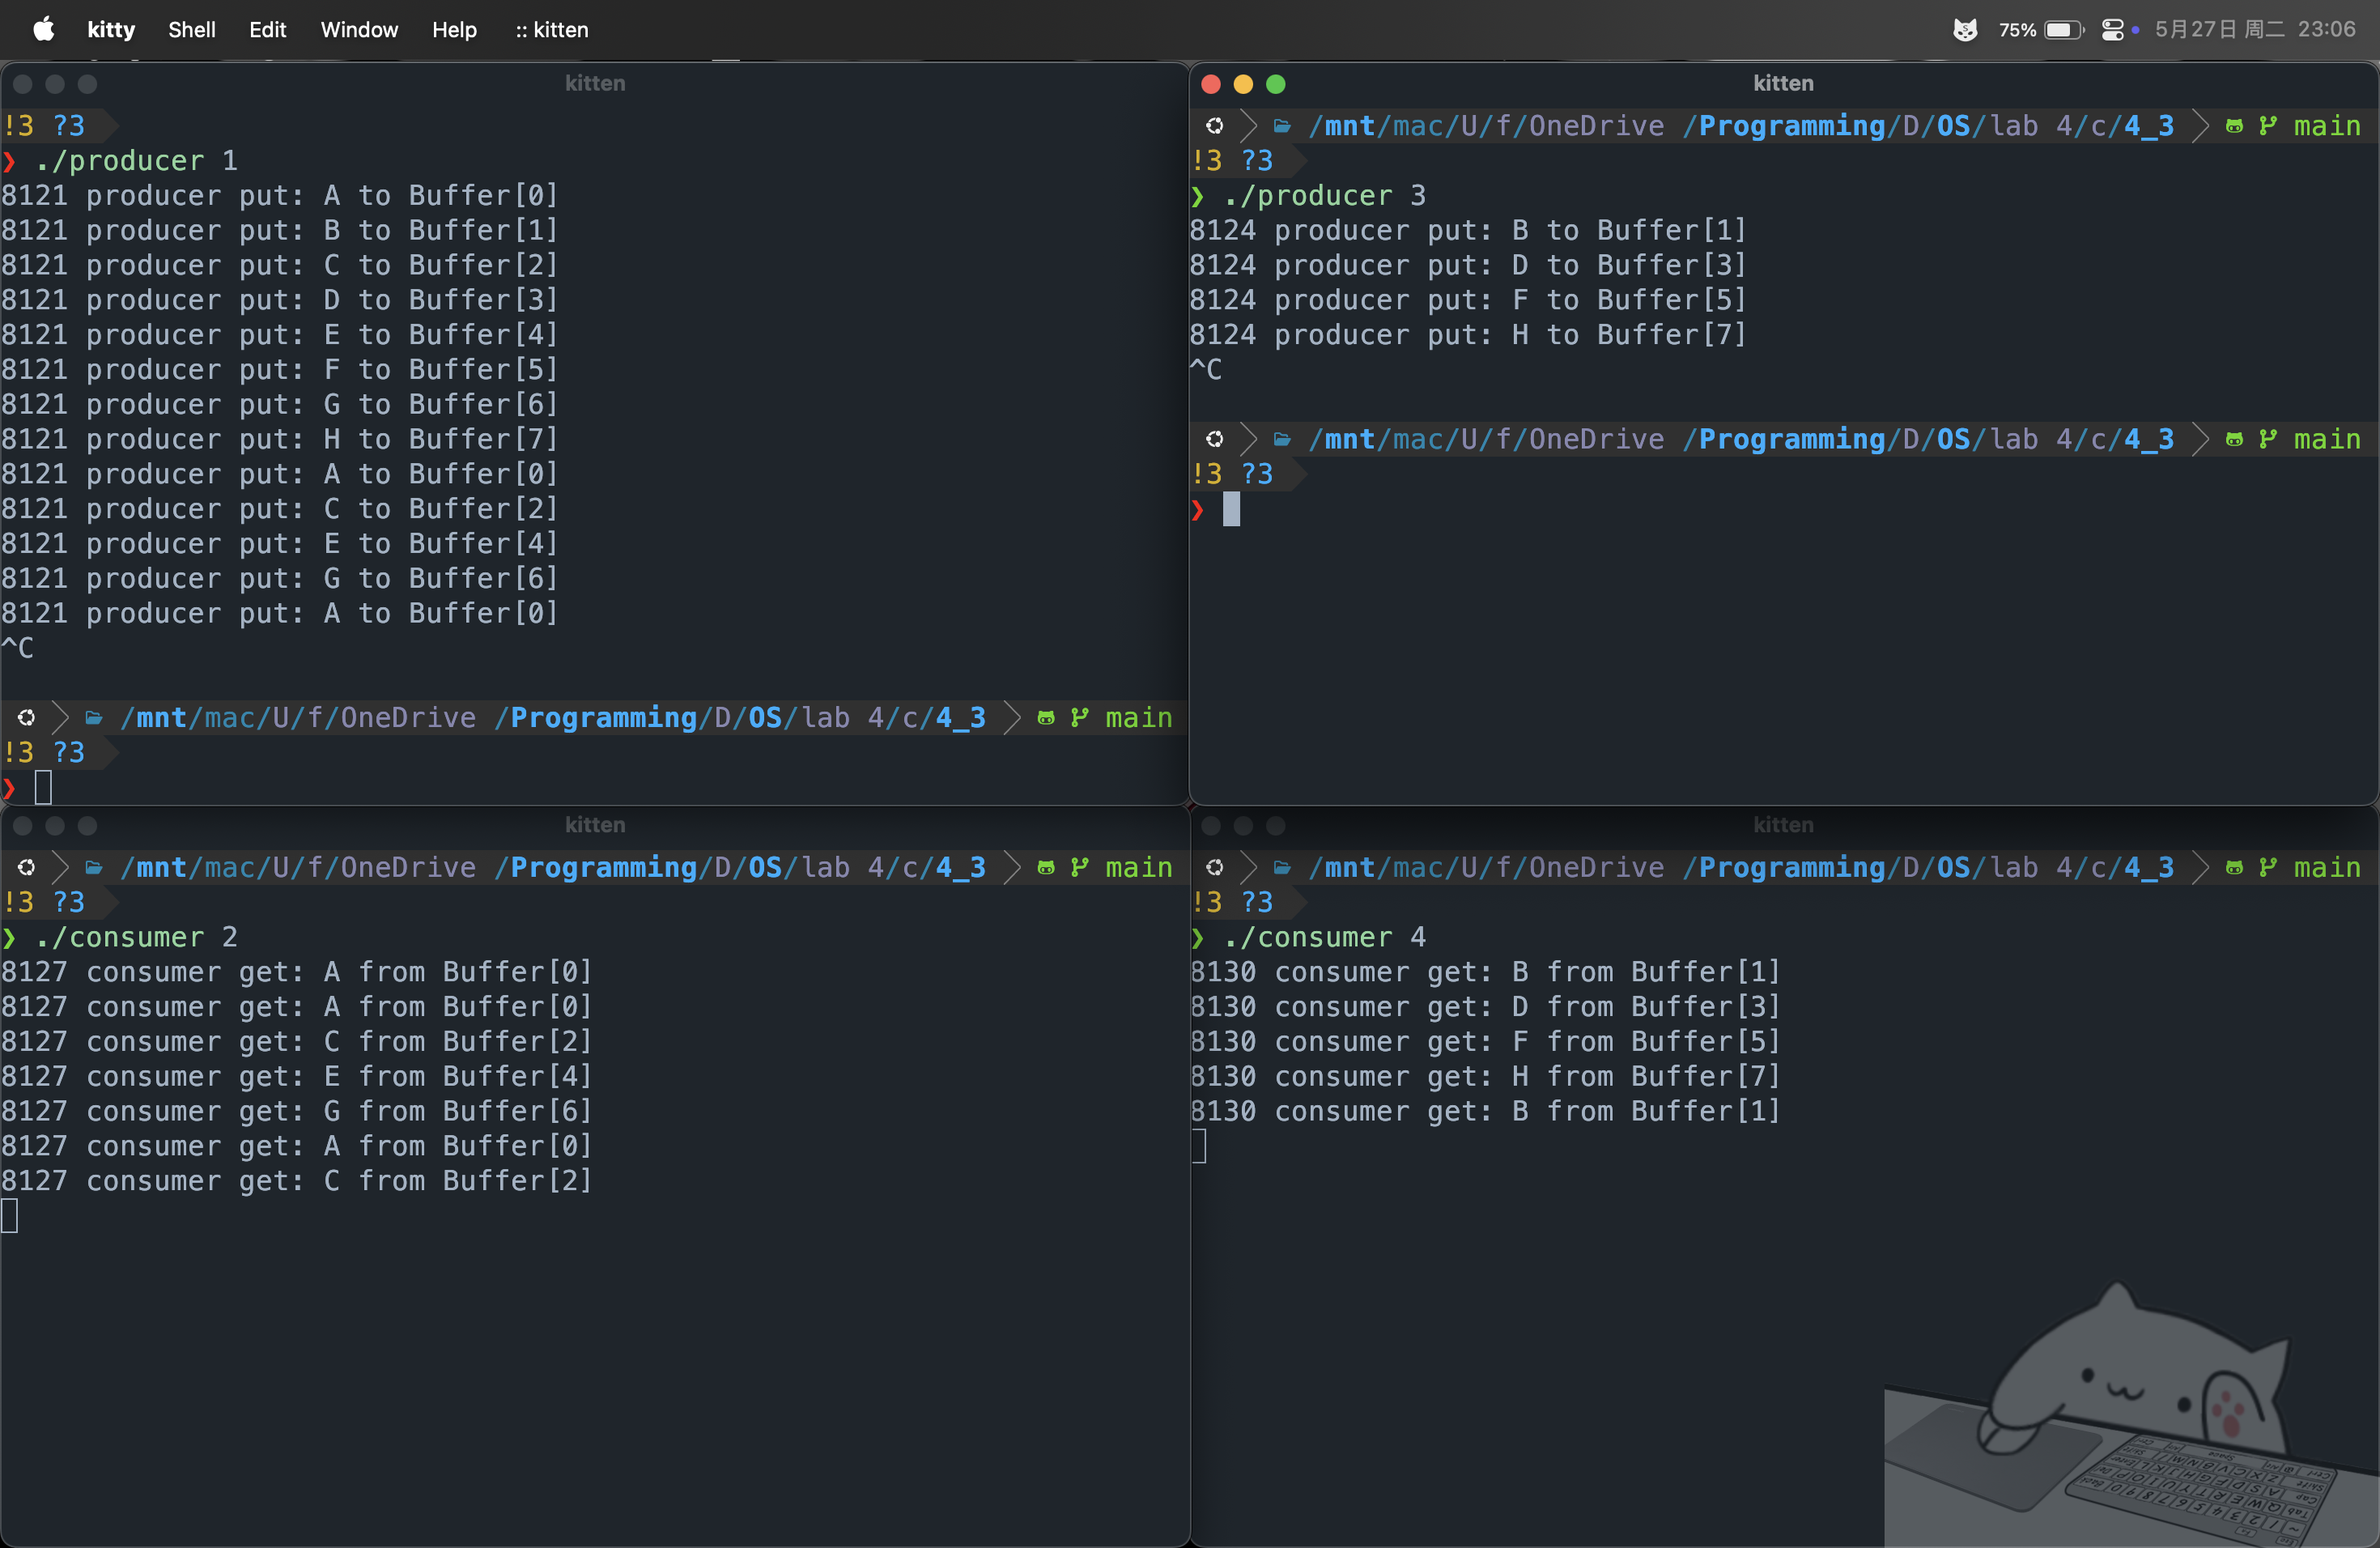 kitty Shell Edit Window Help :: kitten 75% 5月27日 周二 23:06
kitten
!3 ?3
❯ ./producer 1
8121 producer put: A to Buffer[0]
8121 producer put: B to Buffer[1]
8121 producer put: C to Buffer[2]
8121 producer put: D to Buffer[3]
8121 producer put: E to Buffer[4]
8121 producer put: F to Buffer[5]
8121 producer put: G to Buffer[6]
8121 producer put: H to Buffer[7]
8121 producer put: A to Buffer[0]
8121 producer put: C to Buffer[2]
8121 producer put: E to Buffer[4]
8121 producer put: G to Buffer[6]
8121 producer put: A to Buffer[0]
^C
/mnt/mac/U/f/OneDrive /Programming/D/OS/lab 4/c/4_3 main
!3 ?3
❯
kitten
/mnt/mac/U/f/OneDrive /Programming/D/OS/lab 4/c/4_3 main
!3 ?3
❯ ./producer 3
8124 producer put: B to Buffer[1]
8124 producer put: D to Buffer[3]
8124 producer put: F to Buffer[5]
8124 producer put: H to Buffer[7]
^C
/mnt/mac/U/f/OneDrive /Programming/D/OS/lab 4/c/4_3 main
!3 ?3
❯
kitten
/mnt/mac/U/f/OneDrive /Programming/D/OS/lab 4/c/4_3 main
!3 ?3
❯ ./consumer 2
8127 consumer get: A from Buffer[0]
8127 consumer get: A from Buffer[0]
8127 consumer get: C from Buffer[2]
8127 consumer get: E from Buffer[4]
8127 consumer get: G from Buffer[6]
8127 consumer get: A from Buffer[0]
8127 consumer get: C from Buffer[2]
kitten
/mnt/mac/U/f/OneDrive /Programming/D/OS/lab 4/c/4_3 main
!3 ?3
❯ ./consumer 4
8130 consumer get: B from Buffer[1]
8130 consumer get: D from Buffer[3]
8130 consumer get: F from Buffer[5]
8130 consumer get: H from Buffer[7]
8130 consumer get: B from Buffer[1]